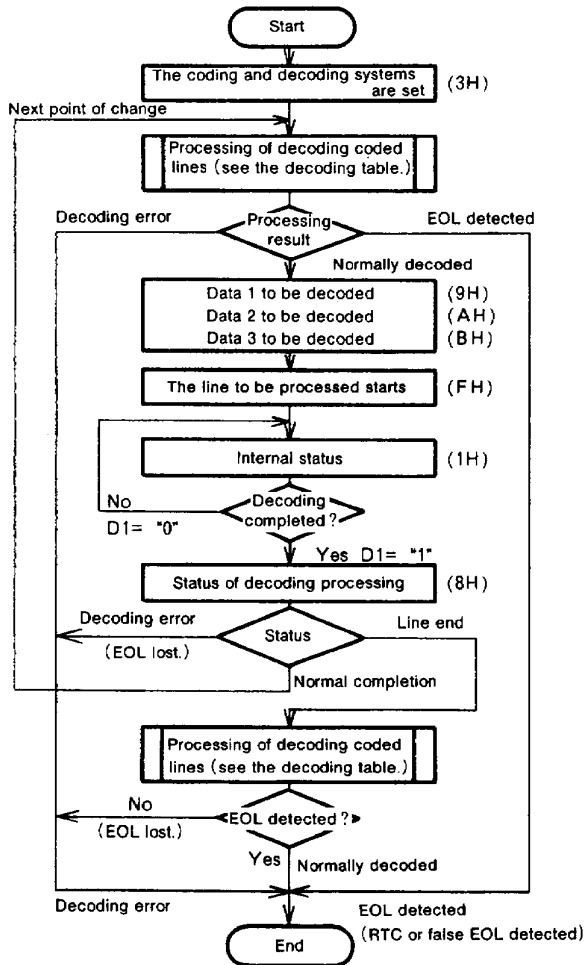 Start
The coding and decoding systems
are set
(3H)
Next point of change
Processing of decoding coded
lines (see the decoding table.)
Decoding error
Processing
result
EOL detected
Normally decoded
Data 1 to be decoded
(9H)
Data 2 to be decoded
(AH)
Data 3 to be decoded
(BH)
The line to be processed starts
(FH)
Internal status
(1H)
No
D1= "0"
Decoding
completed?
Yes D1= "1"
Status of decoding processing
(8H)
Decoding error
(EOL lost.)
Status
Line end
Normal completion
Processing of decoding coded
lines (see the decoding table.)
No
(EOL lost.)
EOL detected?
Yes
Normally decoded
Decoding error
EOL detected
(RTC or false EOL detected)
End